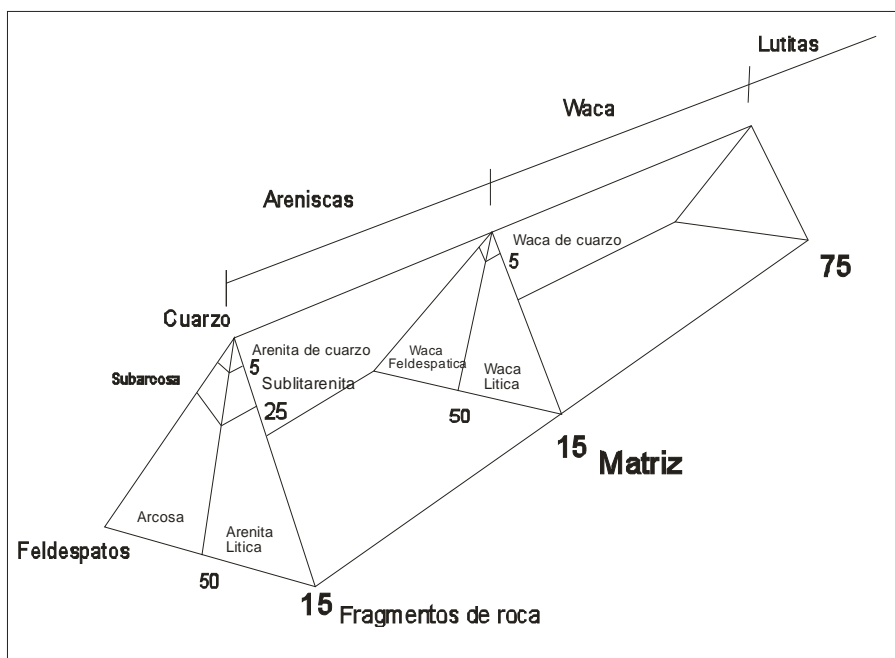 Lutitas
Waca
Areniscas
Waca de cuarzo
5
75
Cuarzo
Arenita de cuarzo
5
Subarcosa
Sublitarenita
25
Waca
Feldespatica
Waca
Litica
50
15 Matriz
Arcosa
Arenita
Litica
Feldespatos
50
15 Fragmentos de roca